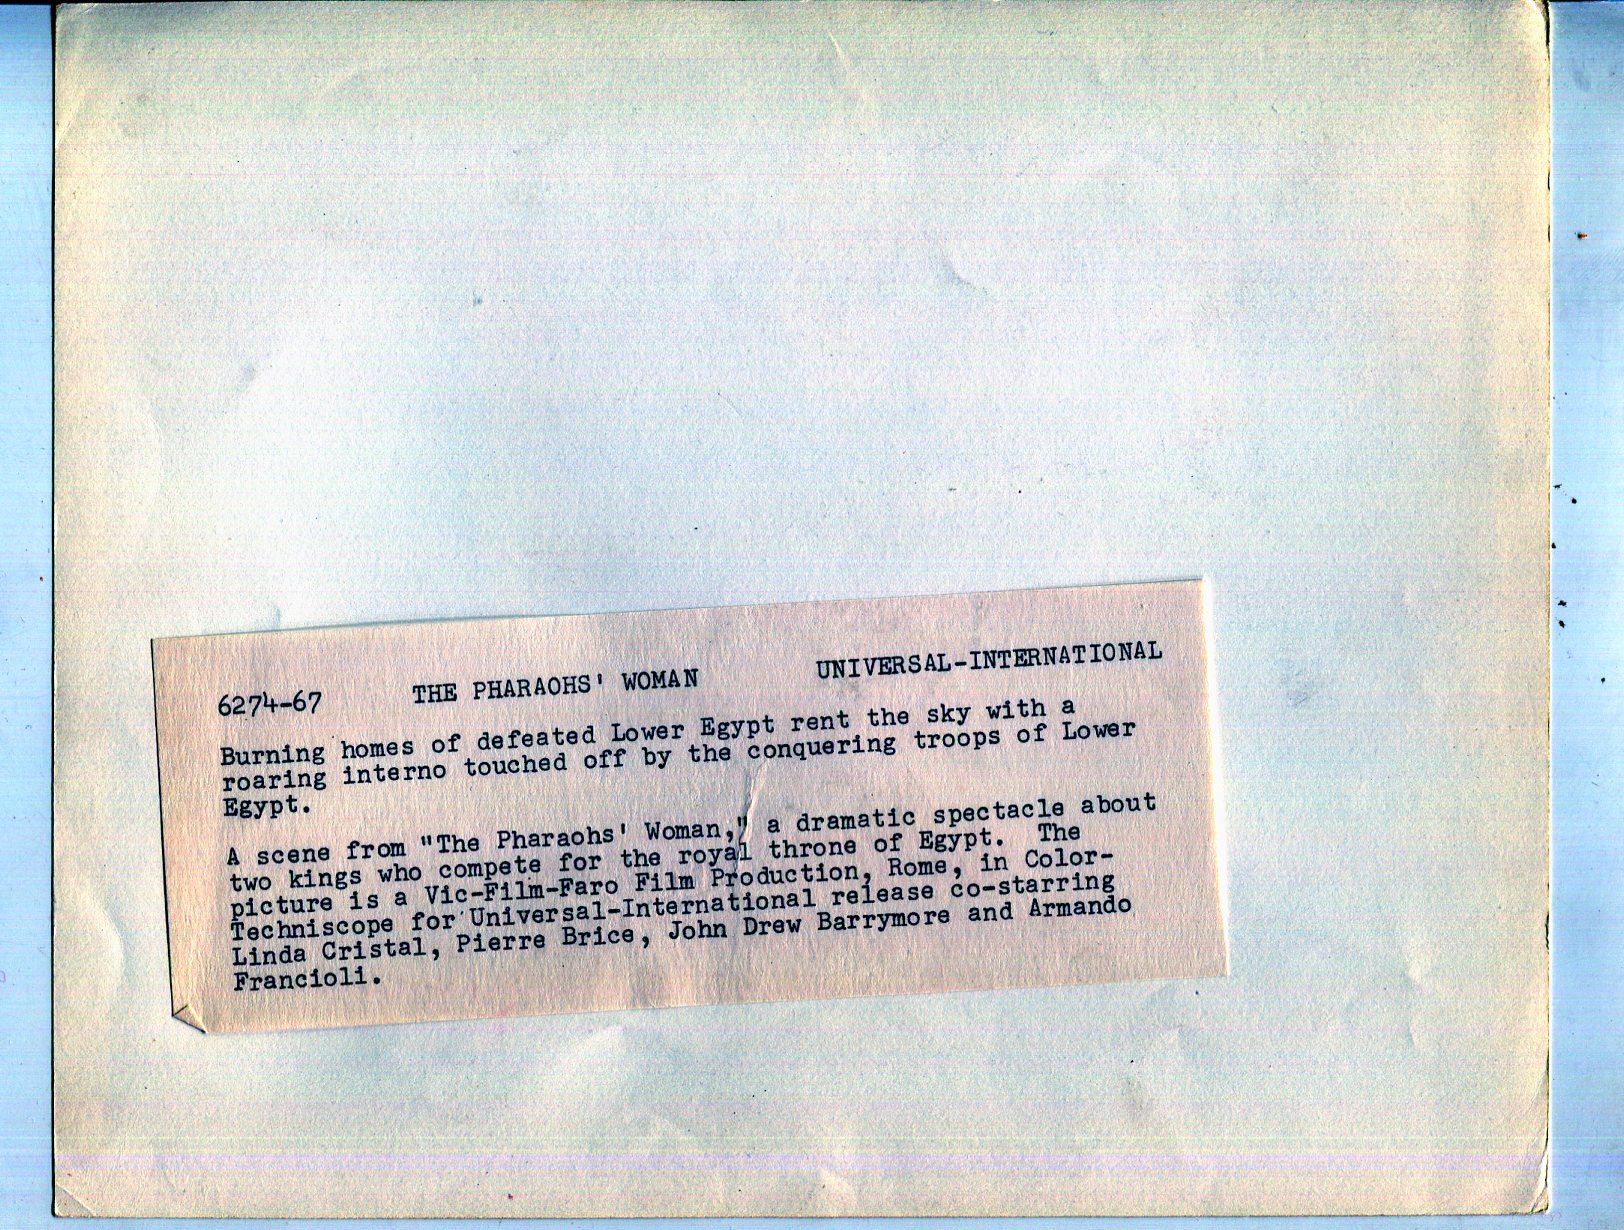 6274-67 THE PHARAOHS' WOMAN UNIVERSAL-INTERNATIONAL
Burning homes of defeated Lower Egypt rent the sky with a
roaring interno touched off by the conquering troops of Lower
Egypt.
A scene from "The Pharaohs' Woman," a dramatic spectacle about
two kings who compete for the royal throne of Egypt. The
picture is a Vic-Film-Faro Film Production, Rome, in Color-
Techniscope for Universal-International release co-starring
Linda Cristal, Pierre Brice, John Drew Barrymore and Armando
Francioli.